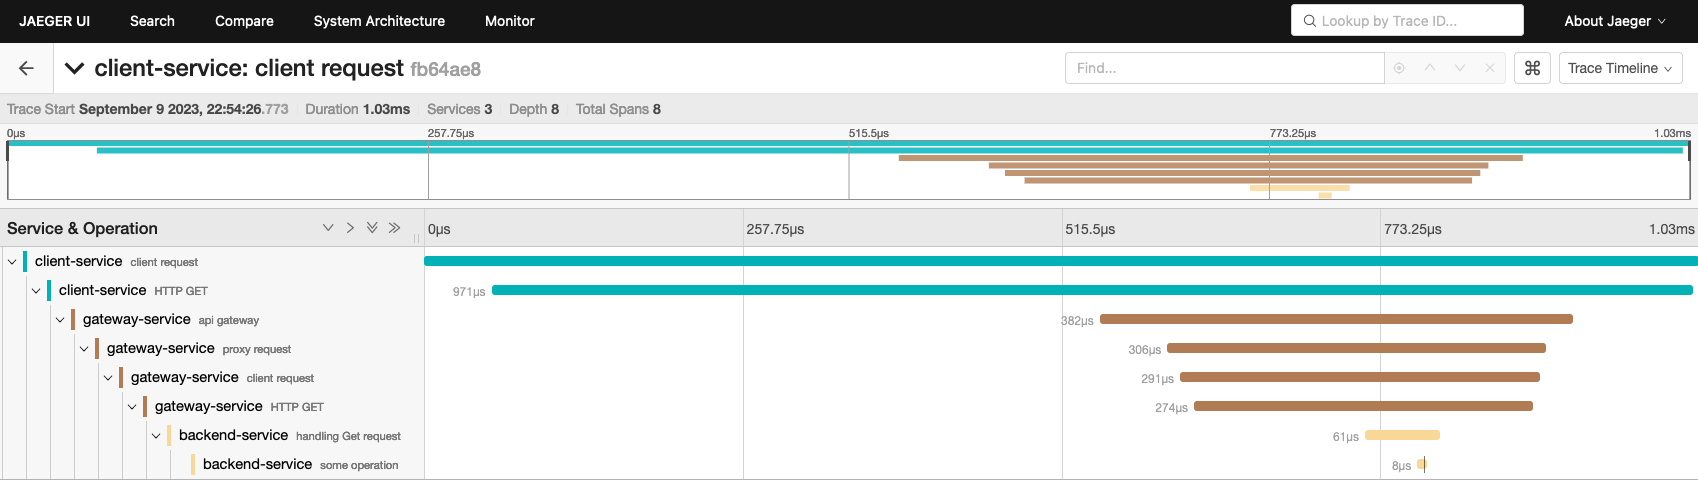 JAEGER UI Search Compare System Architecture Monitor Lookup by Trace ID... About Jaeger
client-service: client request fb64ae8 Find... ⌘ Trace Timeline
Trace Start September 9 2023, 22:54:26.773 Duration 1.03ms Services 3 Depth 8 Total Spans 8
0μs 257.75μs 515.5μs 773.25μs 1.03ms
Service & Operation 0μs 257.75μs 515.5μs 773.25μs 1.03ms
client-service client request
client-service HTTP GET 971μs
gateway-service api gateway 382μs
gateway-service proxy request 306μs
gateway-service client request 291μs
gateway-service HTTP GET 274μs
backend-service handling Get request 61μs
backend-service some operation 8μs